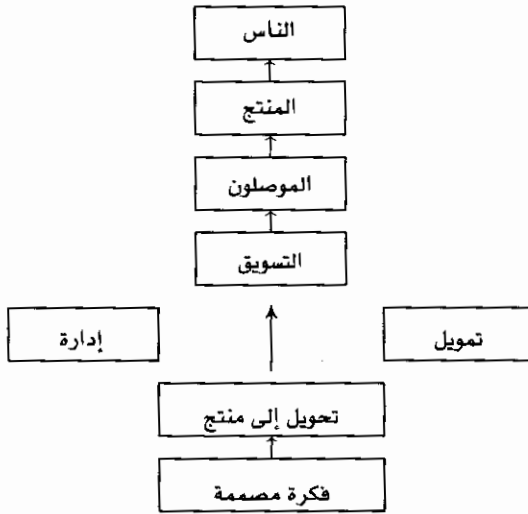 الناس
المنتج
الموصلون
التسويق
إدارة
تمويل
تحويل إلى منتج
فكرة مصممة